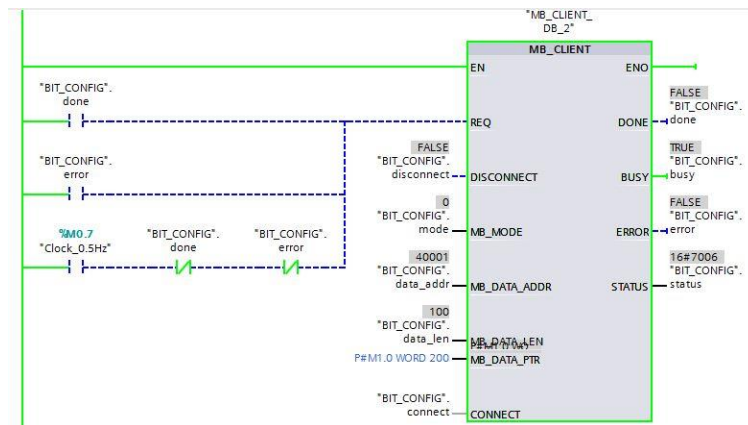 "MB_CLIENT_
DB_2"
MB_CLIENT
EN
ENO
"BIT_CONFIG".
done
REQ
FALSE
"BIT_CONFIG".
DONE
done
"BIT_CONFIG".
error
FALSE
"BIT_CONFIG".
disconnect
DISCONNECT
TRUE
"BIT_CONFIG".
BUSY
busy
%M0.7
"Clock_0.5Hz"
"BIT_CONFIG".
done
"BIT_CONFIG".
error
0
"BIT_CONFIG".
mode
MB_MODE
FALSE
"BIT_CONFIG".
ERROR
error
40001
"BIT_CONFIG".
data_addr
MB_DATA_ADDR
16#7006
"BIT_CONFIG".
STATUS
status
100
"BIT_CONFIG".
data_len
MB_DATA_LEN
P#M1.0 WORD 200
MB_DATA_PTR
"BIT_CONFIG".
connect
CONNECT